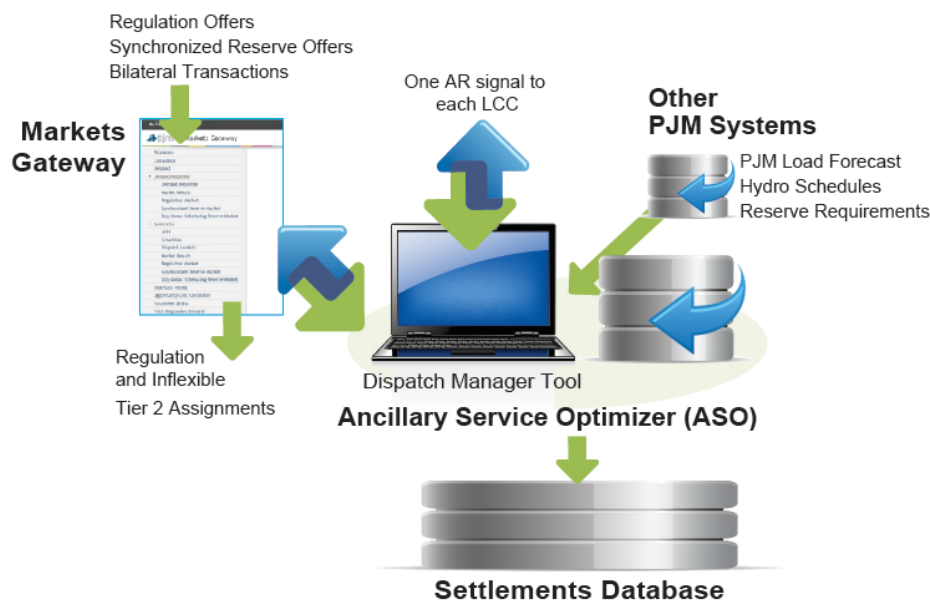 Regulation Offers
Synchronized Reserve Offers
Bilateral Transactions
Markets
Gateway
Markets Gateway
One AR signal to
each LCC
Other
PJM Systems
PJM Load Forecast
Hydro Schedules
Reserve Requirements
Regulation
and Inflexible
Tier 2 Assignments
Dispatch Manager Tool
Ancillary Service Optimizer (ASO)
Settlements Database